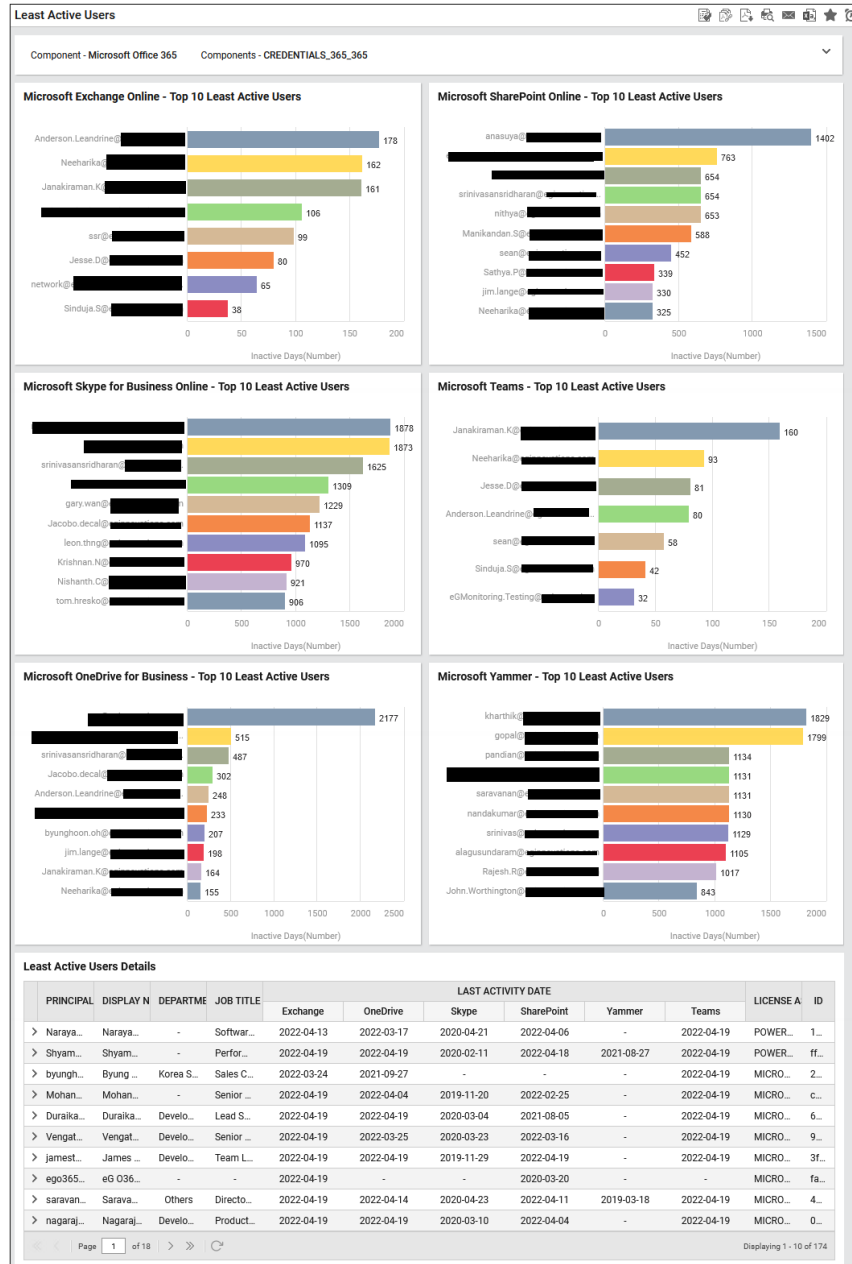 Least Active Users
Component - Microsoft Office 365 Components - CREDENTIALS_365_365
Microsoft Exchange Online - Top 10 Least Active Users
Anderson.Leandrine@ 178
Neeharika@ 162
Janakiraman.K@ 161
106
ssr@ 99
Jesse.D@ 80
network@ 65
Sinduja.S@ 38
0 50 100 150 200
Inactive Days(Number)
Microsoft SharePoint Online - Top 10 Least Active Users
anasuya@ 1402
763
654
srinivasansridharan@ 654
nithya@ 653
Manikandan.S@ 588
sean@ 452
Sathya.P@ 339
jim.lange@ 330
Neeharika@ 325
0 500 1000 1500
Inactive Days(Number)
Microsoft Skype for Business Online - Top 10 Least Active Users
1878
1873
srinivasansridharan@ 1625
1309
gary.wan@ 1229
Jacobo.decal@ 1137
leon.thng@ 1095
Krishnan.N@ 970
Nishanth.C@ 921
tom.hresko@ 906
0 500 1000 1500 2000
Inactive Days(Number)
Microsoft Teams - Top 10 Least Active Users
Janakiraman.K@ 160
Neeharika@ 93
Jesse.D@ 81
Anderson.Leandrine@ 80
sean@ 58
Sinduja.S@ 42
eGMonitoring.Testing@ 32
0 50 100 150 200
Inactive Days(Number)
Microsoft OneDrive for Business - Top 10 Least Active Users
2177
515
srinivasansridharan@ 487
Jacobo.decal@ 302
Anderson.Leandrine@ 248
233
byunghoon.oh@ 207
jim.lange@ 198
Janakiraman.K@ 164
Neeharika@ 155
0 500 1000 1500 2000 2500
Inactive Days(Number)
Microsoft Yammer - Top 10 Least Active Users
kharthik@ 1829
gopal@ 1799
pandian@ 1134
1131
saravanan@ 1131
nandakumar@ 1130
srinivas@ 1129
alagusundaram@ 1105
Rajesh.R@ 1017
John.Worthington@ 843
0 500 1000 1500 2000
Inactive Days(Number)
Least Active Users Details
PRINCIPAL DISPLAY N DEPARTME JOB TITLE LAST ACTIVITY DATE LICENSE A ID
Exchange OneDrive Skype SharePoint Yammer Teams
Naraya... Naraya... - Softwar... 2022-04-13 2022-03-17 2020-04-21 2022-04-06 - 2022-04-19 POWER... 1...
Shyam... Shyam... - Perfor... 2022-04-19 2022-04-19 2020-02-11 2022-04-18 2021-08-27 2022-04-19 POWER... ff...
byungh... Byung ... Korea S... Sales C... 2022-03-24 2021-09-27 - - - 2022-04-19 MICRO... 2...
Mohan... Mohan... - Senior ... 2022-04-19 2022-04-04 2019-11-20 2022-02-25 - 2022-04-19 MICRO... c...
Duraika... Duraika... Develo... Lead S... 2022-04-19 2022-04-19 2020-03-04 2021-08-05 - 2022-04-19 MICRO... 6...
Vengat... Vengat... Develo... Senior ... 2022-04-19 2022-03-25 2020-03-23 2022-03-16 - 2022-04-19 MICRO... 9...
jamest... James ... Develo... Team L... 2022-04-19 2022-04-19 2019-11-29 2022-04-19 - 2022-04-19 MICRO... 3f...
ego365... eG O36... - - 2022-04-19 - - 2020-03-20 - - MICRO... fa...
saravan... Sarava... Others Directo... 2022-04-19 2022-04-14 2020-04-23 2022-04-11 2019-03-18 2022-04-19 MICRO... 4...
nagaraj... Nagaraj... Develo... Product... 2022-04-19 2022-04-19 2020-03-10 2022-04-04 - 2022-04-19 MICRO... 0...
Page 1 of 18 Displaying 1 - 10 of 174